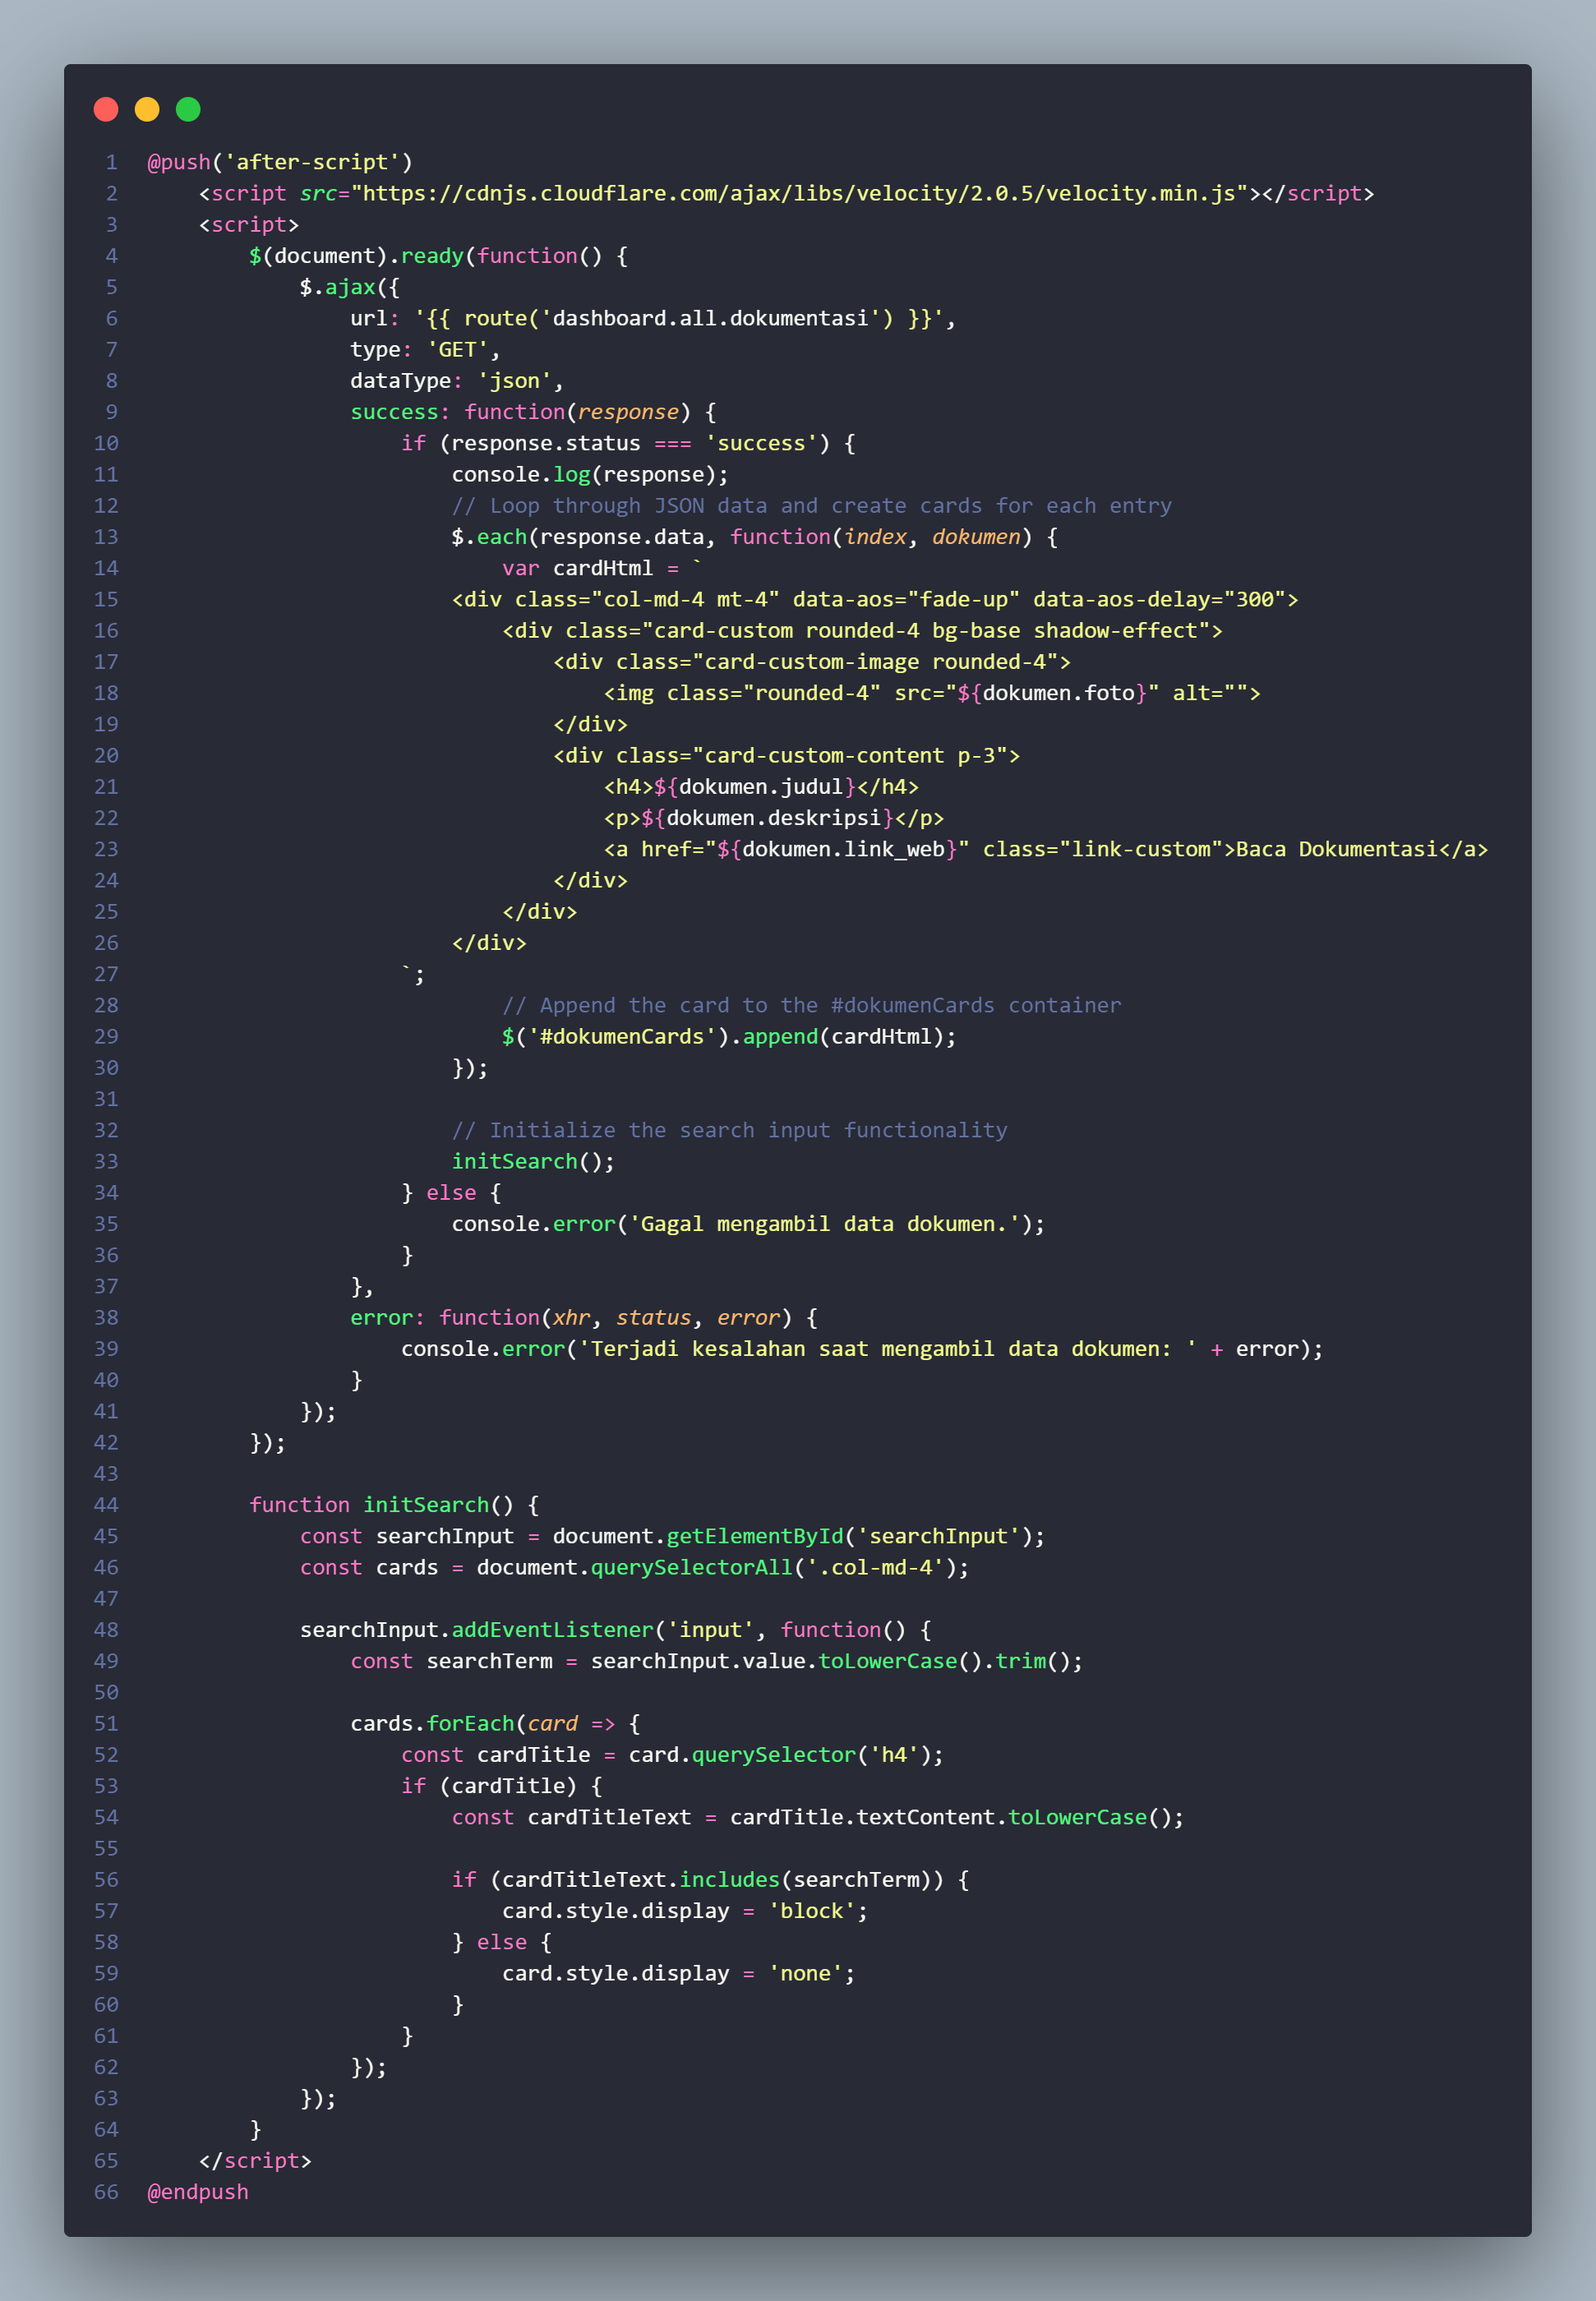 1 @push('after-script')
2     <script src="https://cdnjs.cloudflare.com/ajax/libs/velocity/2.0.5/velocity.min.js"></script>
3     <script>
4         $(document).ready(function() {
5             $.ajax({
6                 url: '{{ route('dashboard.all.dokumentasi') }}',
7                 type: 'GET',
8                 dataType: 'json',
9                 success: function(response) {
10                     if (response.status === 'success') {
11                         console.log(response);
12                         // Loop through JSON data and create cards for each entry
13                         $.each(response.data, function(index, dokumen) {
14                             var cardHtml = `
15                         <div class="col-md-4 mt-4" data-aos="fade-up" data-aos-delay="300">
16                             <div class="card-custom rounded-4 bg-base shadow-effect">
17                                 <div class="card-custom-image rounded-4">
18                                     <img class="rounded-4" src="${dokumen.foto}" alt="">
19                                 </div>
20                                 <div class="card-custom-content p-3">
21                                     <h4>${dokumen.judul}</h4>
22                                     <p>${dokumen.deskripsi}</p>
23                                     <a href="${dokumen.link_web}" class="link-custom">Baca Dokumentasi</a>
24                                 </div>
25                             </div>
26                         </div>
27                     `;
28                             // Append the card to the #dokumenCards container
29                             $('#dokumenCards').append(cardHtml);
30                         });
31
32                         // Initialize the search input functionality
33                         initSearch();
34                     } else {
35                         console.error('Gagal mengambil data dokumen.');
36                     }
37                 },
38                 error: function(xhr, status, error) {
39                     console.error('Terjadi kesalahan saat mengambil data dokumen: ' + error);
40                 }
41             });
42         });
43
44         function initSearch() {
45             const searchInput = document.getElementById('searchInput');
46             const cards = document.querySelectorAll('.col-md-4');
47
48             searchInput.addEventListener('input', function() {
49                 const searchTerm = searchInput.value.toLowerCase().trim();
50
51                 cards.forEach(card => {
52                     const cardTitle = card.querySelector('h4');
53                     if (cardTitle) {
54                         const cardTitleText = cardTitle.textContent.toLowerCase();
55
56                         if (cardTitleText.includes(searchTerm)) {
57                             card.style.display = 'block';
58                         } else {
59                             card.style.display = 'none';
60                         }
61                     }
62                 });
63             });
64         }
65     </script>
66 @endpush